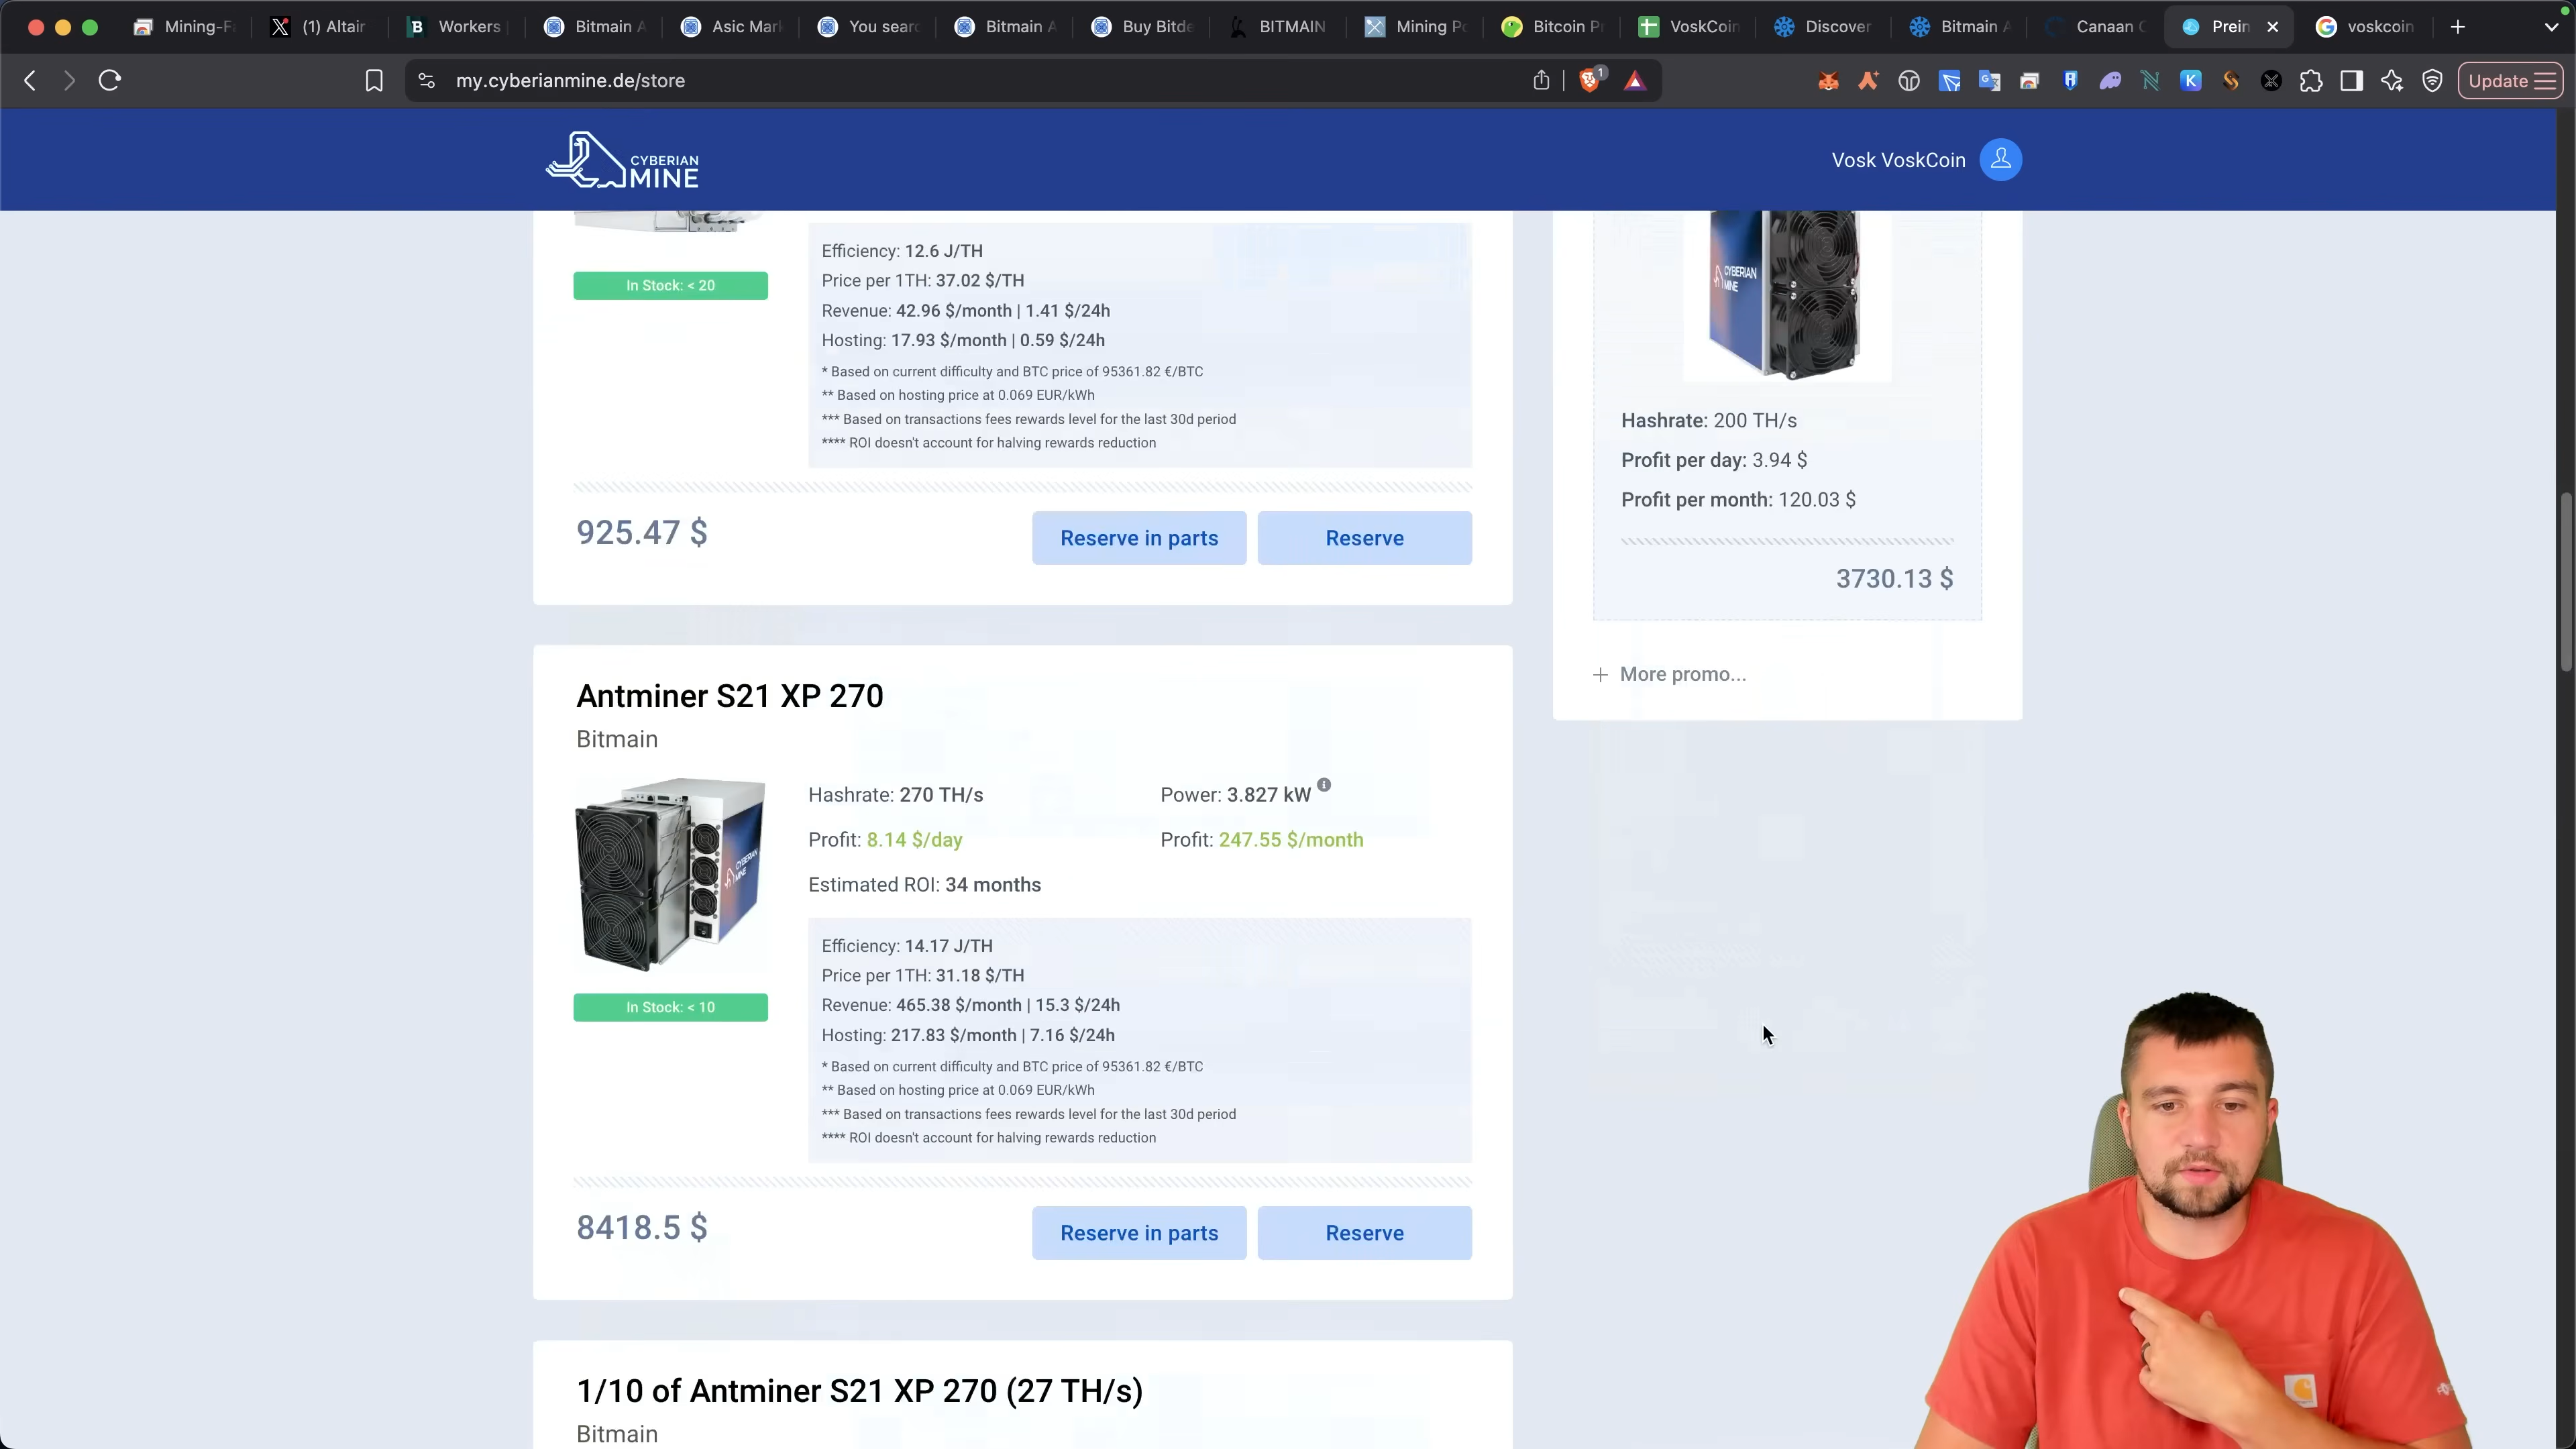 Mining-F
(1) Altair
Workers
Bitmain A
Asic Mar
You sear
Bitmain A
Buy Bitde
BITMAIN
Mining Po
Bitcoin Pr
VoskCoin
Discover
Bitmain A
Canaan C
Prein
voskcoin
my.cyberianmine.de/store
1
Update
CYBERIAN
MINE
Vosk VoskCoin
In Stock: < 20
Efficiency: 12.6 J/TH
Price per 1TH: 37.02 $/TH
Revenue: 42.96 $/month | 1.41 $/24h
Hosting: 17.93 $/month | 0.59 $/24h
* Based on current difficulty and BTC price of 95361.82 €/BTC
** Based on hosting price at 0.069 EUR/kWh
*** Based on transactions fees rewards level for the last 30d period
**** ROI doesn't account for halving rewards reduction
925.47 $
Reserve in parts
Reserve
CYBERIAN
MINE
Hashrate: 200 TH/s
Profit per day: 3.94 $
Profit per month: 120.03 $
3730.13 $
+ More promo...
Antminer S21 XP 270
Bitmain
CYBERIAN
MINE
In Stock: < 10
Hashrate: 270 TH/s
Power: 3.827 kW
Profit: 8.14 $/day
Profit: 247.55 $/month
Estimated ROI: 34 months
Efficiency: 14.17 J/TH
Price per 1TH: 31.18 $/TH
Revenue: 465.38 $/month | 15.3 $/24h
Hosting: 217.83 $/month | 7.16 $/24h
* Based on current difficulty and BTC price of 95361.82 €/BTC
** Based on hosting price at 0.069 EUR/kWh
*** Based on transactions fees rewards level for the last 30d period
**** ROI doesn't account for halving rewards reduction
8418.5 $
Reserve in parts
Reserve
1/10 of Antminer S21 XP 270 (27 TH/s)
Bitmain